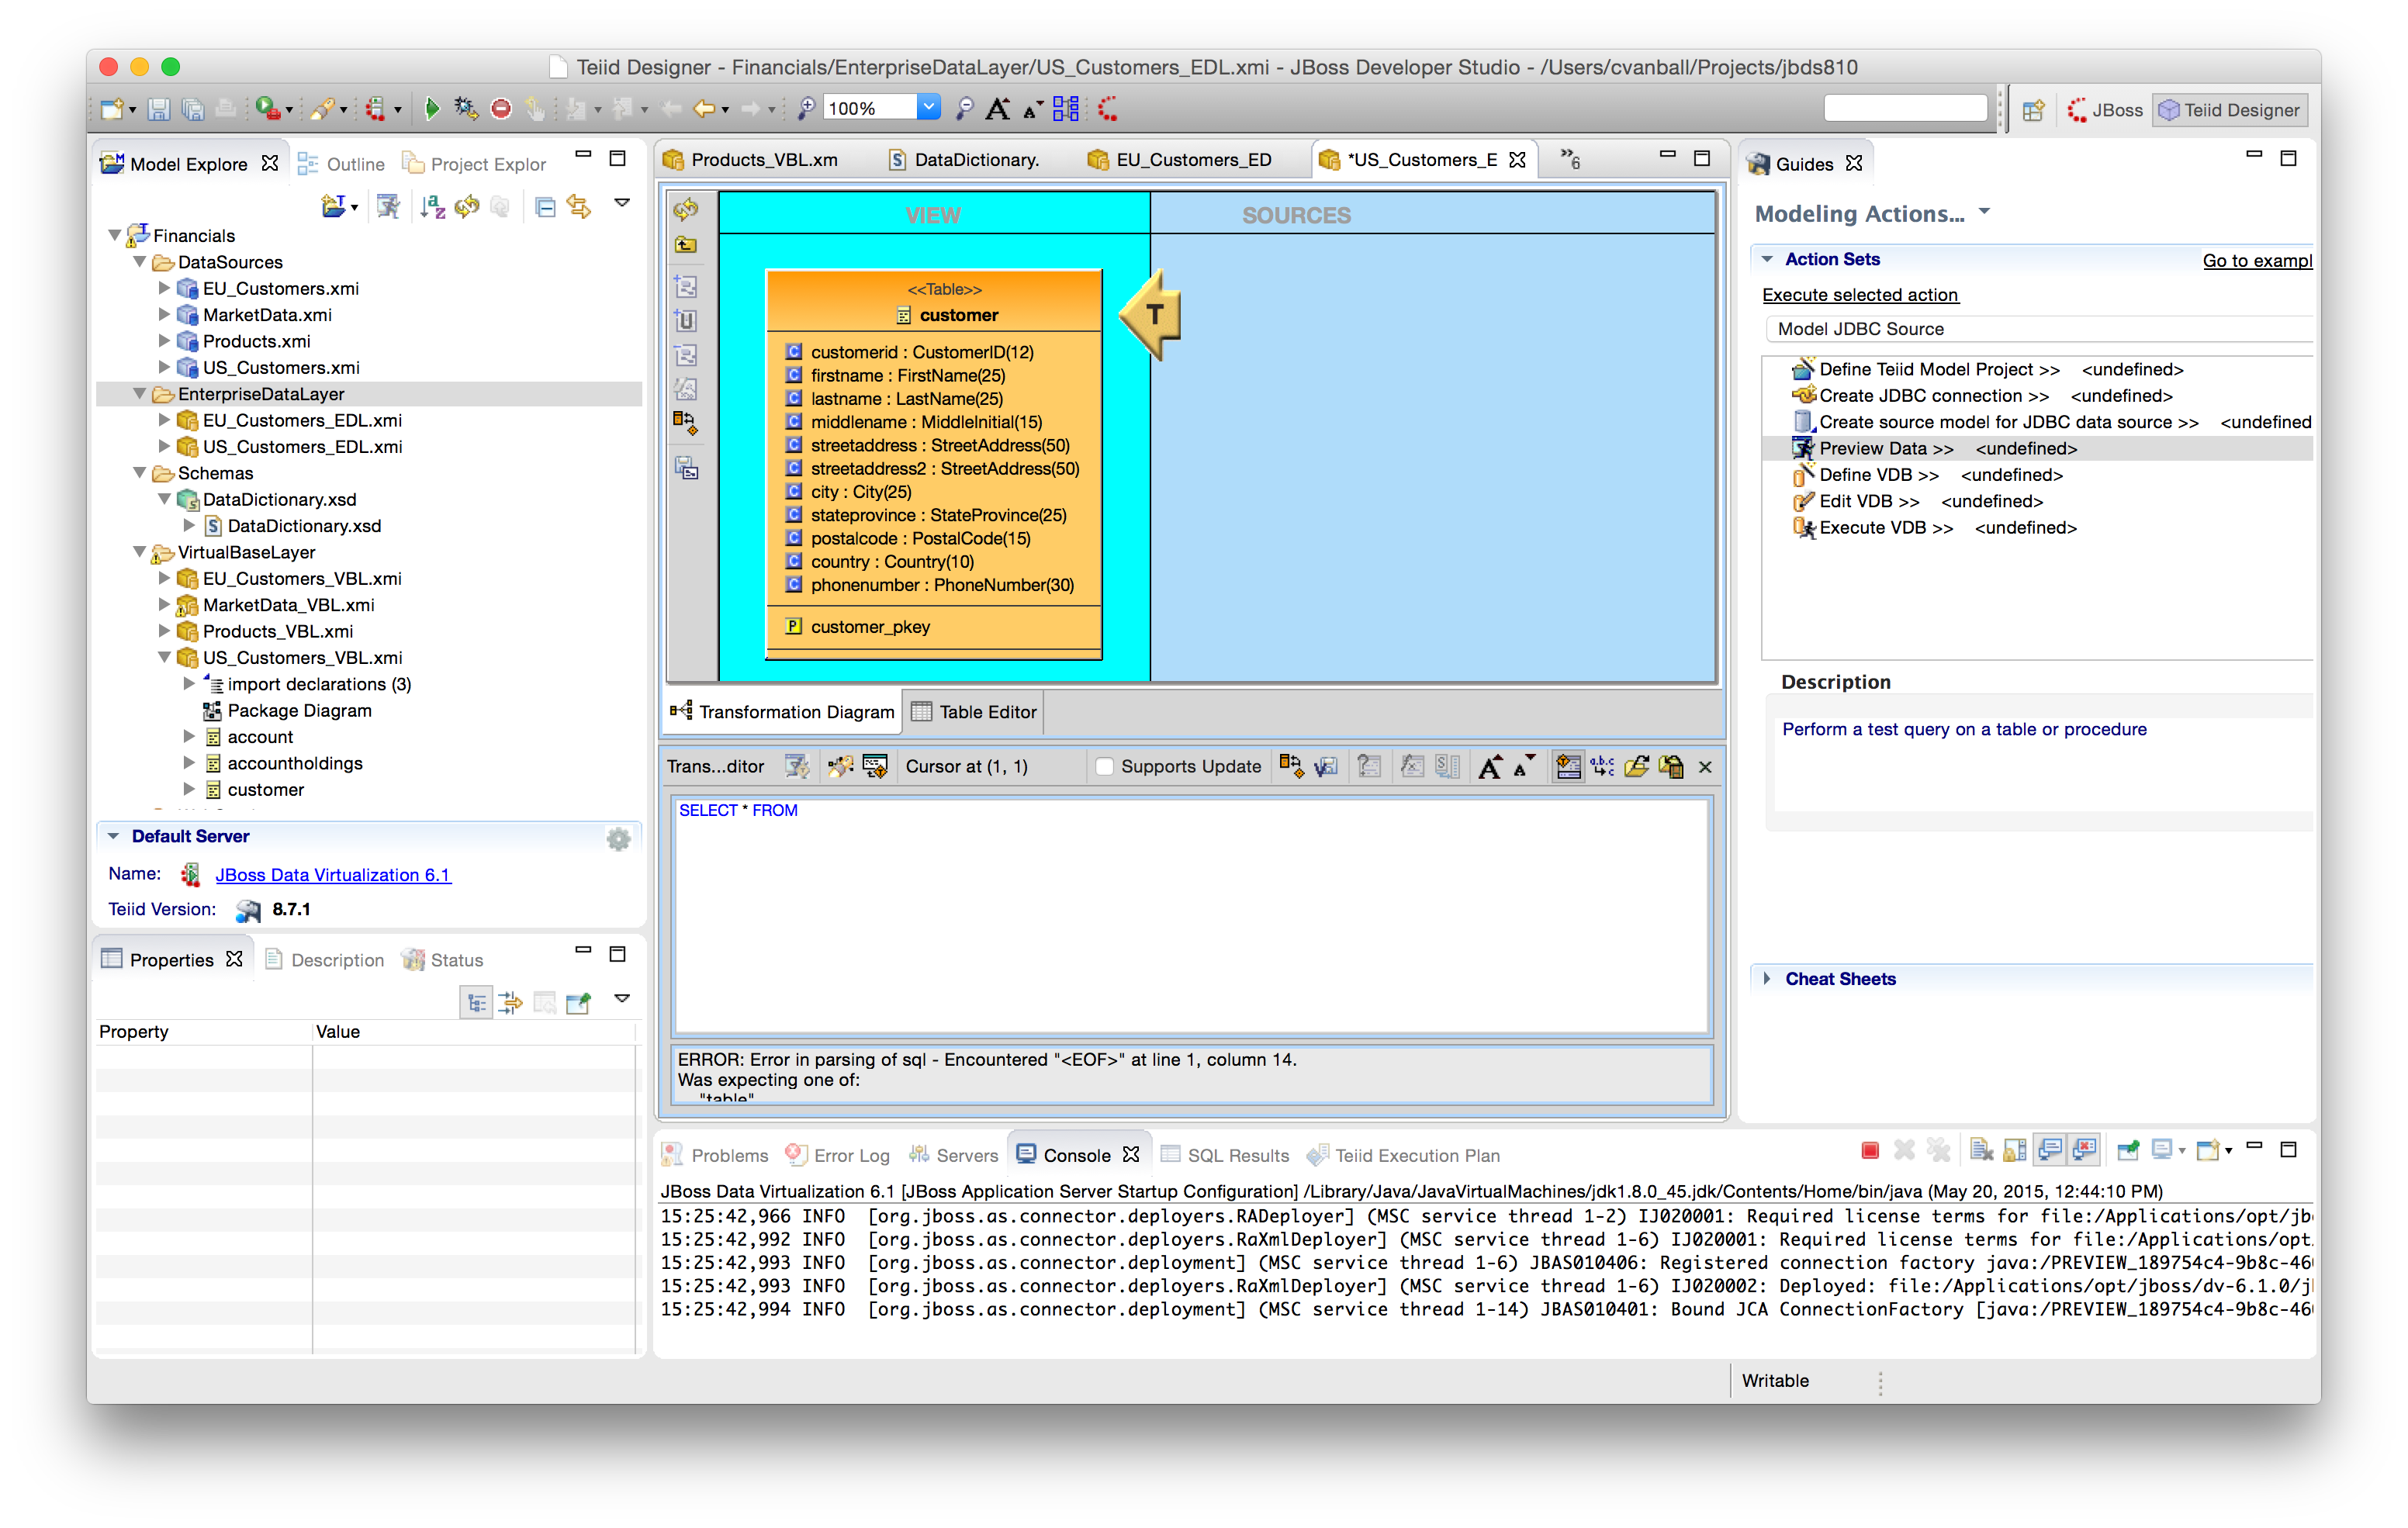 Teiid Designer - Financials/EnterpriseDataLayer/US_Customers_EDL.xmi - JBoss Developer Studio - /Users/cvanball/Projects/jbds810
100%
JBoss
Teiid Designer
Model Explore
Outline
Project Explor
Financials
DataSources
EU_Customers.xmi
MarketData.xmi
Products.xmi
US_Customers.xmi
EnterpriseDataLayer
EU_Customers_EDL.xmi
US_Customers_EDL.xmi
Schemas
DataDictionary.xsd
DataDictionary.xsd
VirtualBaseLayer
EU_Customers_VBL.xmi
MarketData_VBL.xmi
Products_VBL.xmi
US_Customers_VBL.xmi
import declarations (3)
Package Diagram
account
accountholdings
customer
Default Server
Name: JBoss Data Virtualization 6.1
Teiid Version: 8.7.1
Properties
Description
Status
Property Value
Products_VBL.xm
DataDictionary.
EU_Customers_ED
*US_Customers_E
»6
VIEW
SOURCES
<<Table>>
customer
T
customerid : CustomerID(12)
firstname : FirstName(25)
lastname : LastName(25)
middlename : MiddleInitial(15)
streetaddress : StreetAddress(50)
streetaddress2 : StreetAddress(50)
city : City(25)
stateprovince : StateProvince(25)
postalcode : PostalCode(15)
country : Country(10)
phonenumber : PhoneNumber(30)
customer_pkey
Transformation Diagram
Table Editor
Trans...ditor
Cursor at (1, 1)
Supports Update
SELECT * FROM
ERROR: Error in parsing of sql - Encountered "<EOF>" at line 1, column 14.
Was expecting one of:
"table"
Guides
Modeling Actions...
Action Sets
Go to exampl
Execute selected action
Model JDBC Source
Define Teiid Model Project >> <undefined>
Create JDBC connection >> <undefined>
Create source model for JDBC data source >> <undefined
Preview Data >> <undefined>
Define VDB >> <undefined>
Edit VDB >> <undefined>
Execute VDB >> <undefined>
Description
Perform a test query on a table or procedure
Cheat Sheets
Problems
Error Log
Servers
Console
SQL Results
Teiid Execution Plan
JBoss Data Virtualization 6.1 [JBoss Application Server Startup Configuration] /Library/Java/JavaVirtualMachines/jdk1.8.0_45.jdk/Contents/Home/bin/java (May 20, 2015, 12:44:10 PM)
15:25:42,966 INFO [org.jboss.as.connector.deployers.RADeployer] (MSC service thread 1-2) IJ020001: Required license terms for file:/Applications/opt/jb
15:25:42,992 INFO [org.jboss.as.connector.deployers.RaXmlDeployer] (MSC service thread 1-6) IJ020001: Required license terms for file:/Applications/opt
15:25:42,993 INFO [org.jboss.as.connector.deployment] (MSC service thread 1-6) JBAS010406: Registered connection factory java:/PREVIEW_189754c4-9b8c-46
15:25:42,993 INFO [org.jboss.as.connector.deployers.RaXmlDeployer] (MSC service thread 1-6) IJ020002: Deployed: file:/Applications/opt/jboss/dv-6.1.0/j
15:25:42,994 INFO [org.jboss.as.connector.deployment] (MSC service thread 1-14) JBAS010401: Bound JCA ConnectionFactory [java:/PREVIEW_189754c4-9b8c-46
Writable